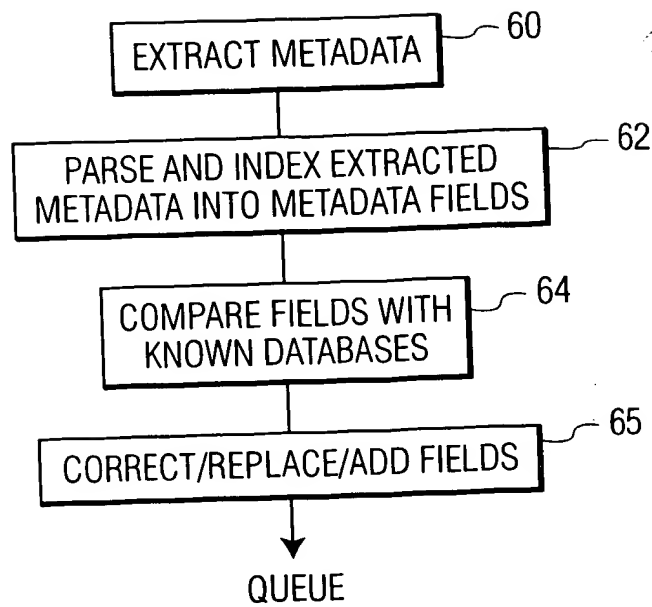 EXTRACT METADATA
60
PARSE AND INDEX EXTRACTED
METADATA INTO METADATA FIELDS
62
COMPARE FIELDS WITH
KNOWN DATABASES
64
CORRECT/REPLACE/ADD FIELDS
65
QUEUE